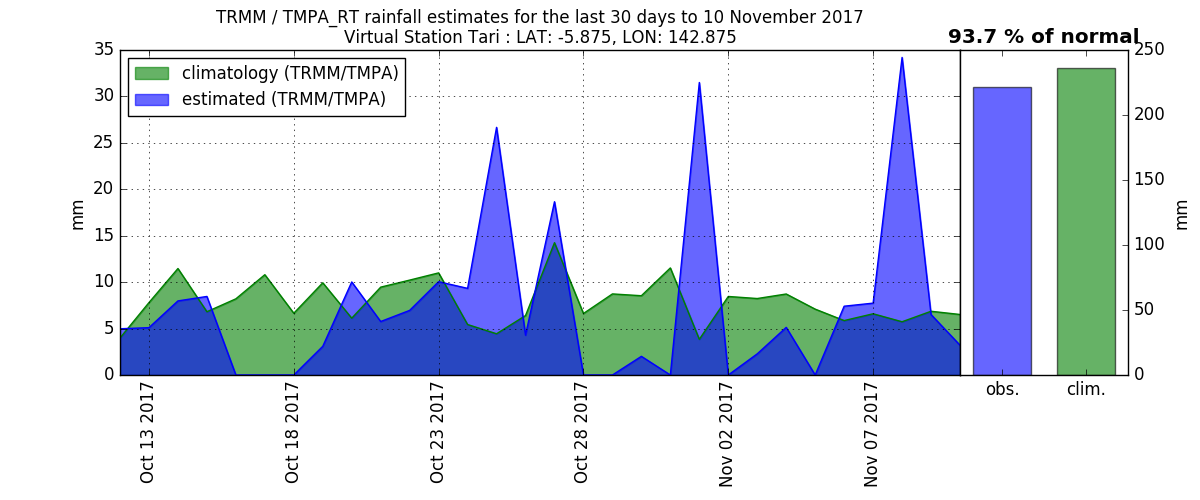 TRMM / TMPA_RT rainfall estimates for the last 30 days to 10 November 2017
Virtual Station Tari : LAT: -5.875, LON: 142.875
93.7 % of normal
climatology (TRMM/TMPA)
estimated (TRMM/TMPA)
35
30
25
20
15
10
5
0
mm
250
200
150
100
50
0
mm
Oct 13 2017
Oct 18 2017
Oct 23 2017
Oct 28 2017
Nov 02 2017
Nov 07 2017
obs.
clim.